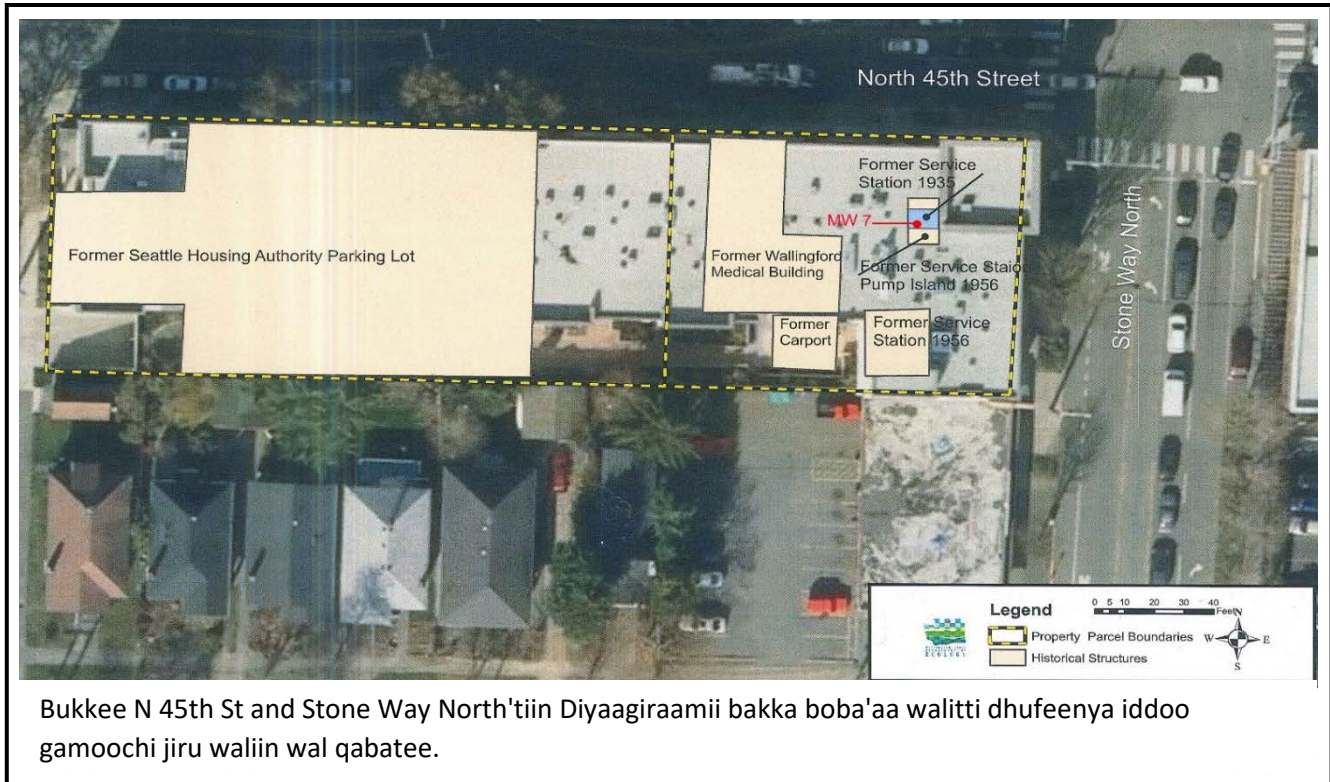 North 45th Street
Former Service
Station 1935
MW 7
Stone Way North
Former Seattle Housing Authority Parking Lot
Former Wallingford
Medical Building
Former Service Staion
Pump Island 1956
Former
Carport
Former Service
Station 1956
Legend
0 5 10 20 30 40
Feet
Property Parcel Boundaries
Historical Structures
N
W
E
S
ECOLOGY
Bukkee N 45th St and Stone Way North'tiin Diyaagiraamii bakka boba'aa walitti dhufeenya iddoo
gamoochi jiru waliin wal qabatee.